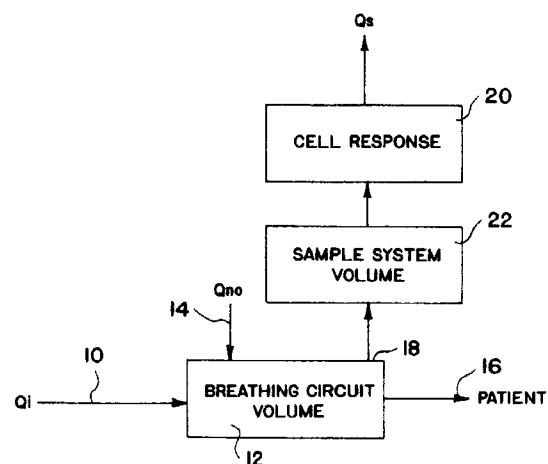 Qs
20
CELL RESPONSE
22
SAMPLE SYSTEM
VOLUME
Qno
14
18
10
16
Qi
BREATHING CIRCUIT
VOLUME
PATIENT
12